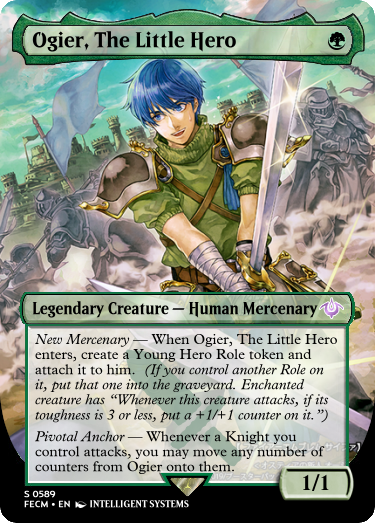 Ogier, The Little Hero
Legendary Creature — Human Mercenary
New Mercenary — When Ogier, The Little Hero
enters, create a Young Hero Role token and
attach it to him. (If you control another Role on
it, put that one into the graveyard. Enchanted
creature has “Whenever this creature attacks, if its
toughness is 3 or less, put a +1/+1 counter on it.”)
Pivotal Anchor — Whenever a Knight you
control attacks, you may move any number of
counters from Ogier onto them.
1/1
S 0589
FECM • EN INTELLIGENT SYSTEMS